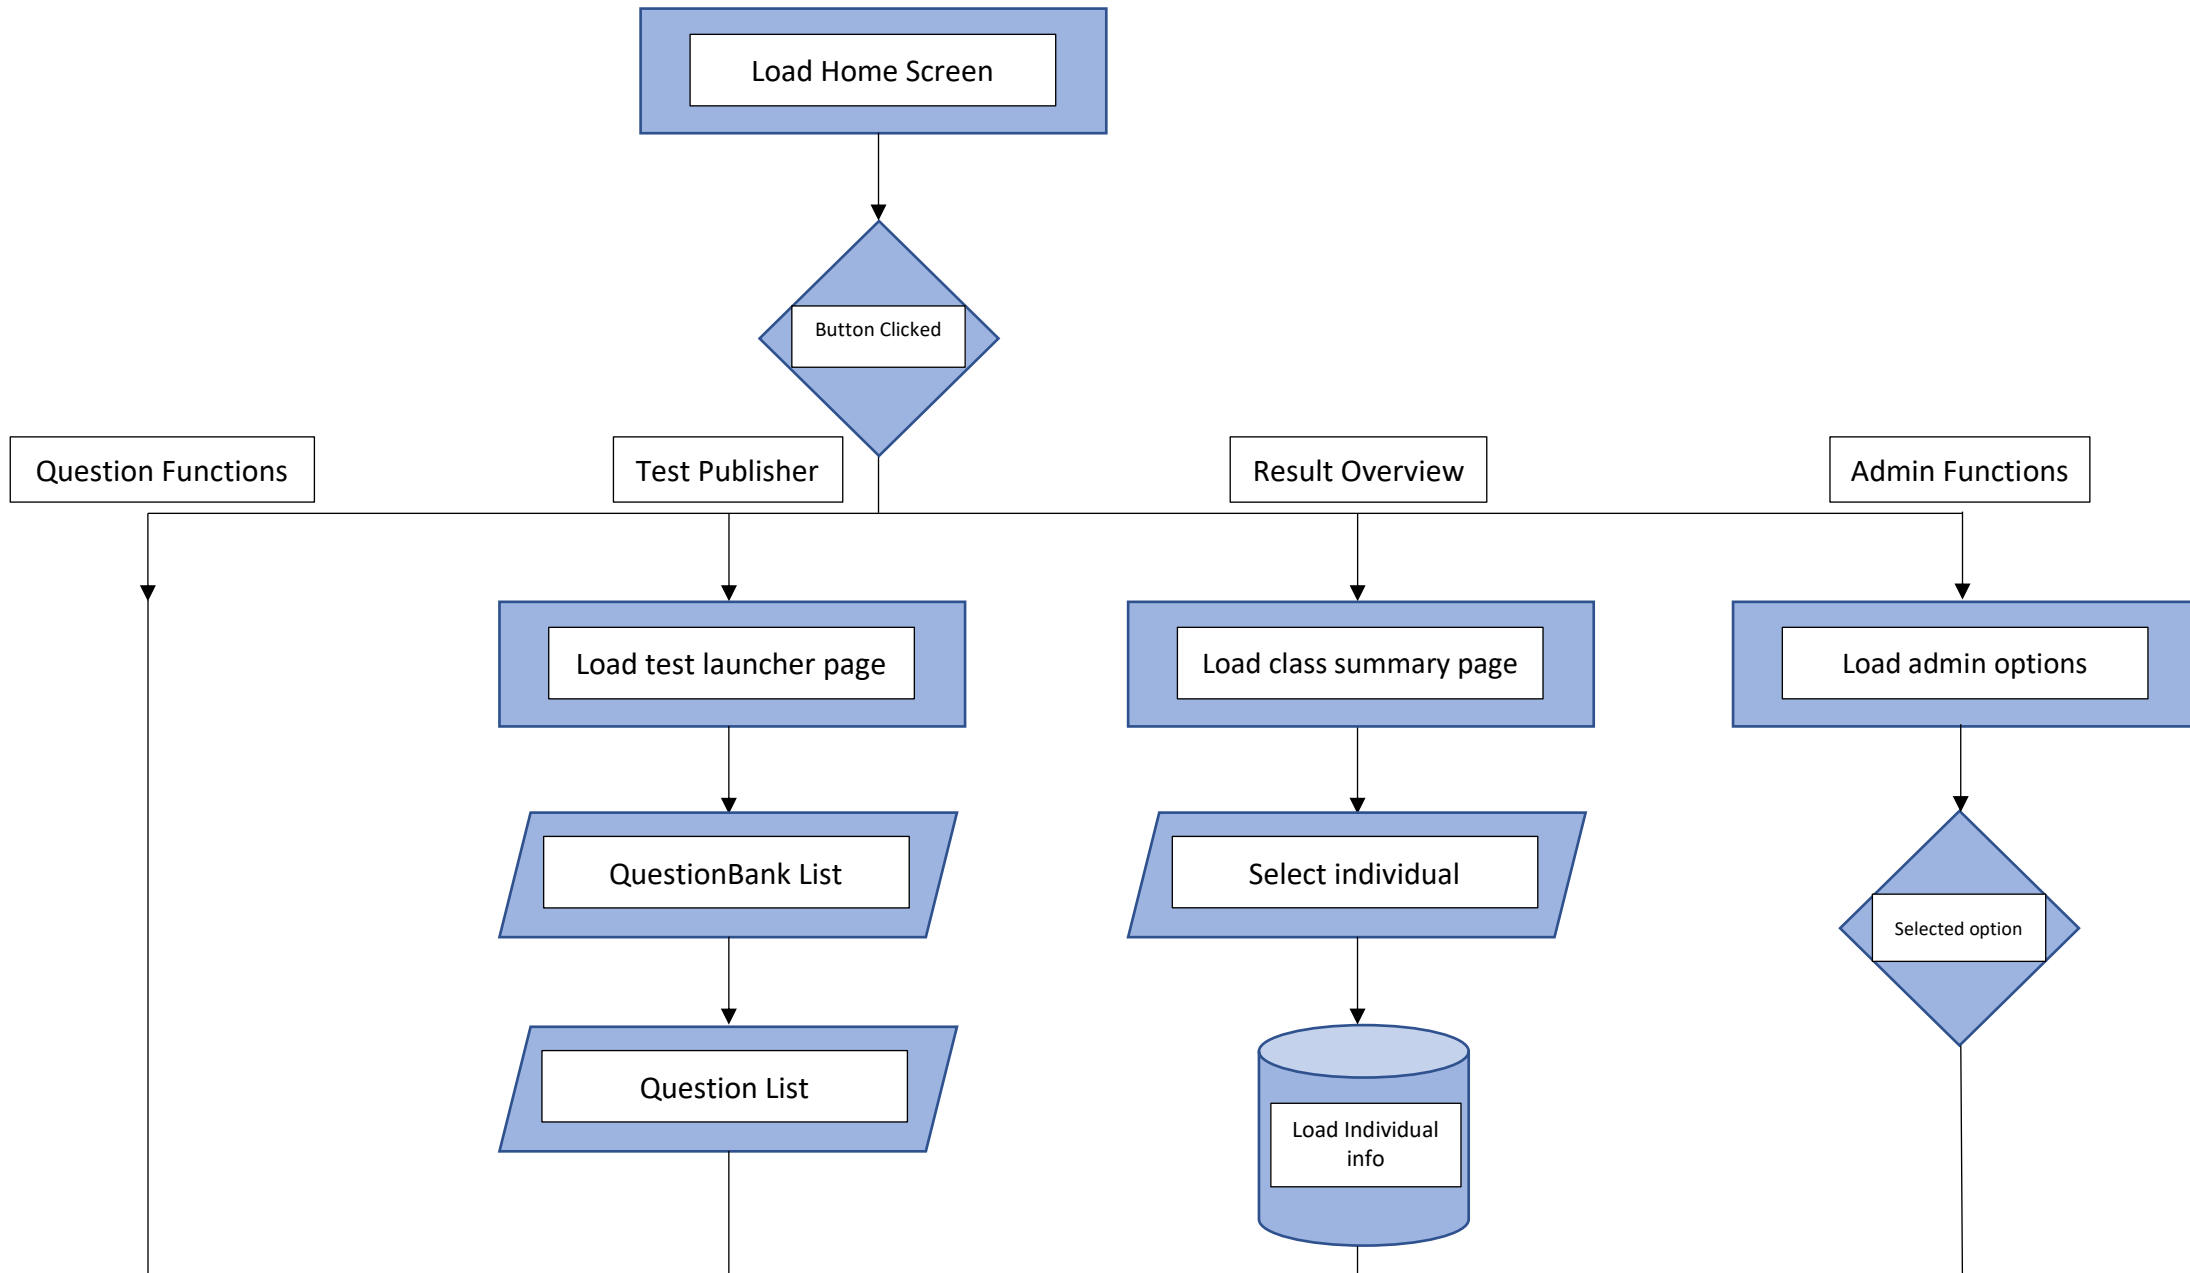 Load Home Screen
Button Clicked
Question Functions
Test Publisher
Result Overview
Admin Functions
Load test launcher page
Load class summary page
Load admin options
QuestionBank List
Select individual
Selected option
Question List
Load Individual
info